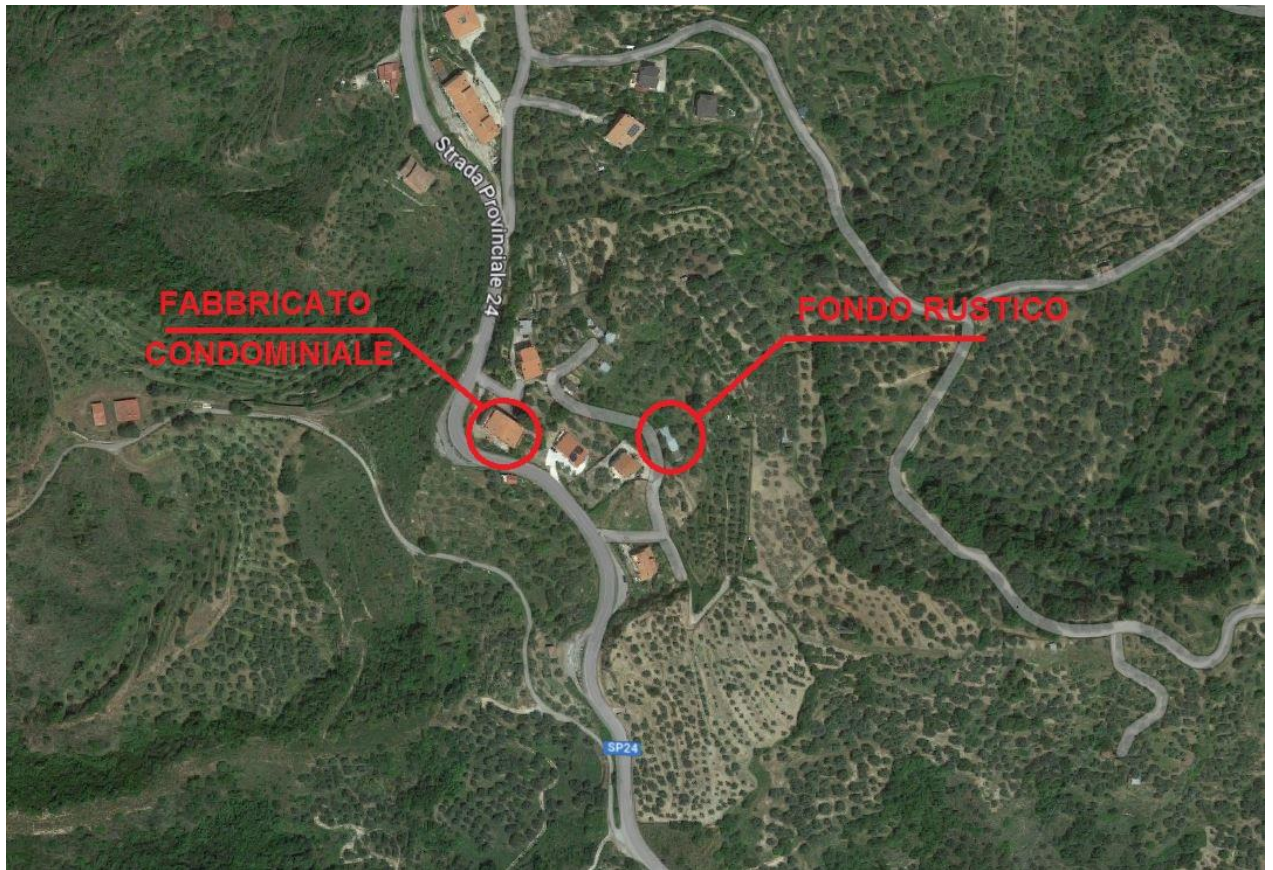 Strada Provinciale 24
FABBRICATO
CONDOMINIALE
FONDO RUSTICO
SP24